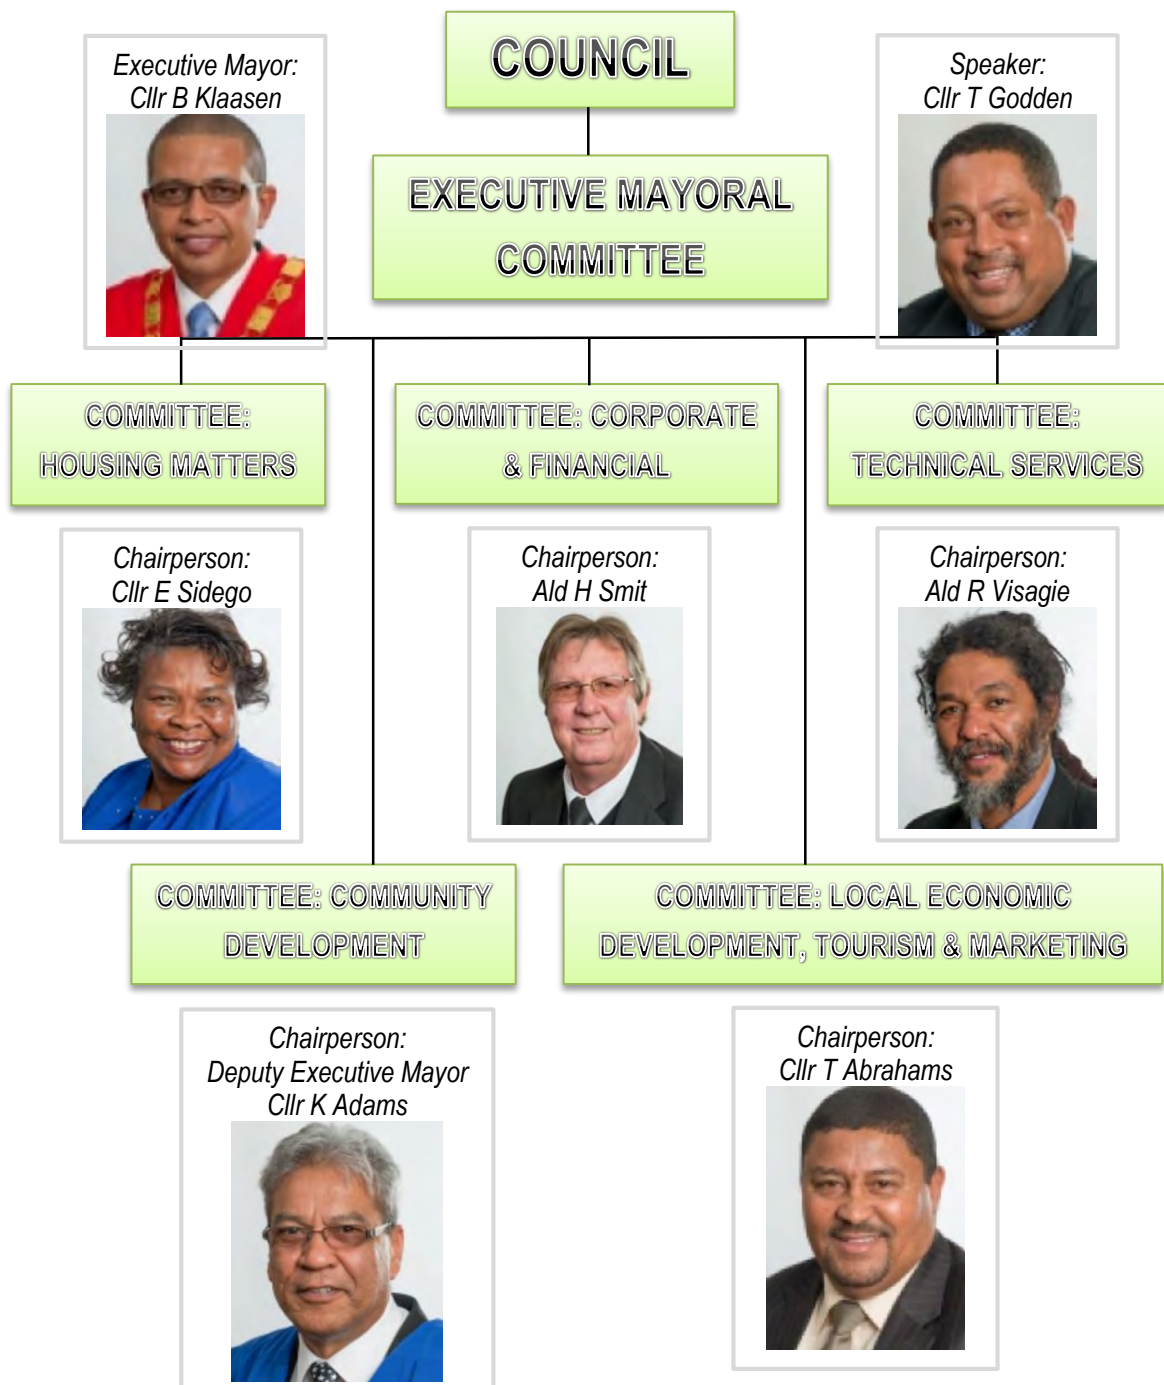 COUNCIL
Executive Mayor:
Cllr B Klaasen
Speaker:
Cllr T Godden
EXECUTIVE MAYORAL
COMMITTEE
COMMITTEE:
HOUSING MATTERS
COMMITTEE: CORPORATE
& FINANCIAL
COMMITTEE:
TECHNICAL SERVICES
Chairperson:
Cllr E Sidego
Chairperson:
Ald H Smit
Chairperson:
Ald R Visagie
COMMITTEE: COMMUNITY
DEVELOPMENT
COMMITTEE: LOCAL ECONOMIC
DEVELOPMENT, TOURISM & MARKETING
Chairperson:
Deputy Executive Mayor
Cllr K Adams
Chairperson:
Cllr T Abrahams